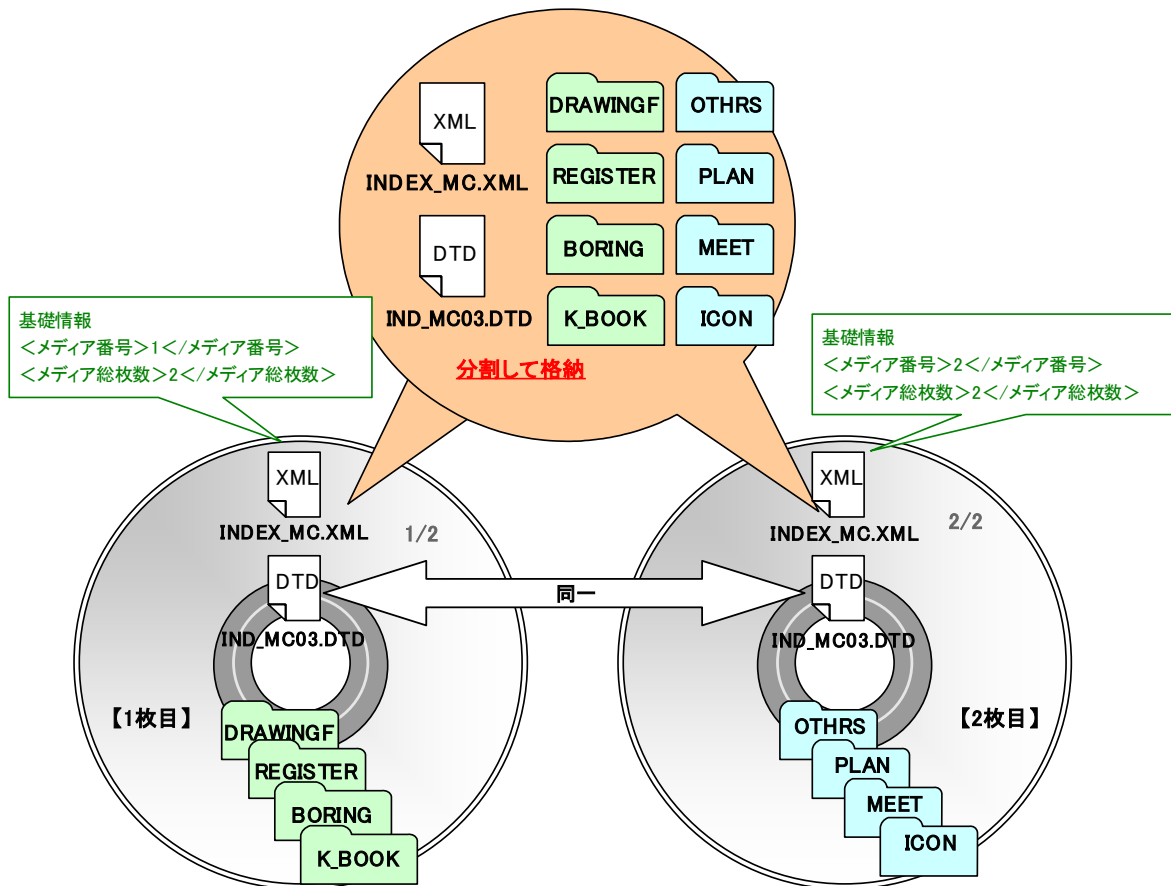 DRAWINGF
OTHRS
XML
INDEX_MC.XML
REGISTER
PLAN
DTD
IND_MC03.DTD
BORING
MEET
K_BOOK
ICON
分割して格納
基礎情報
<メディア番号>1</メディア番号>
<メディア総枚数>2</メディア総枚数>
基礎情報
<メディア番号>2</メディア番号>
<メディア総枚数>2</メディア総枚数>
XML
INDEX_MC.XML
1/2
DTD
IND_MC03.DTD
【1枚目】
DRAWINGF
REGISTER
BORING
K_BOOK
同一
XML
INDEX_MC.XML
2/2
DTD
IND_MC03.DTD
【2枚目】
OTHRS
PLAN
MEET
ICON